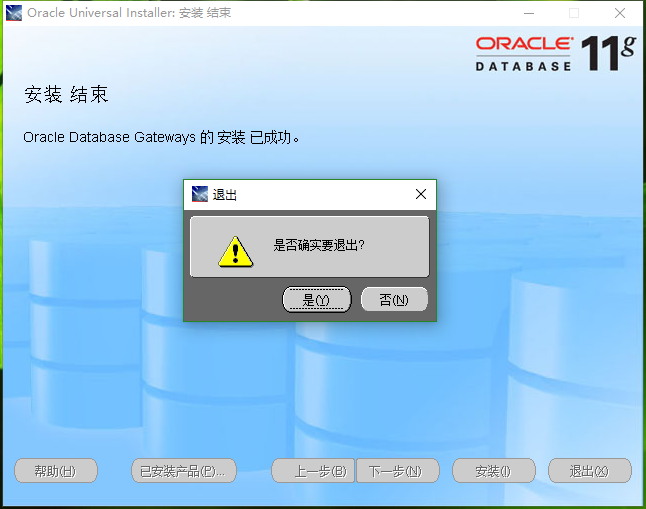 Oracle Universal Installer: 安装 结束
ORACLE
DATABASE 11g
安装 结束
Oracle Database Gateways 的 安装 已成功。
退出
是否确实要退出?
是(Y)
否(N)
帮助(H)
已安装产品(P)...
上一步(B)
下一步(N)
安装(I)
退出(X)